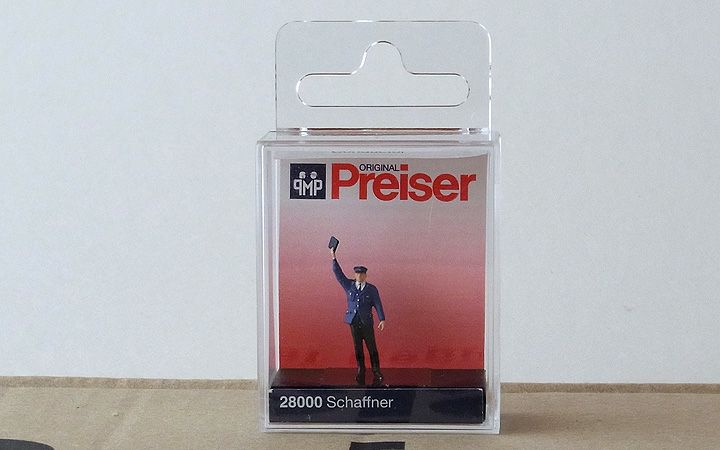 ORIGINAL
PMP Preiser
28000 Schaffner